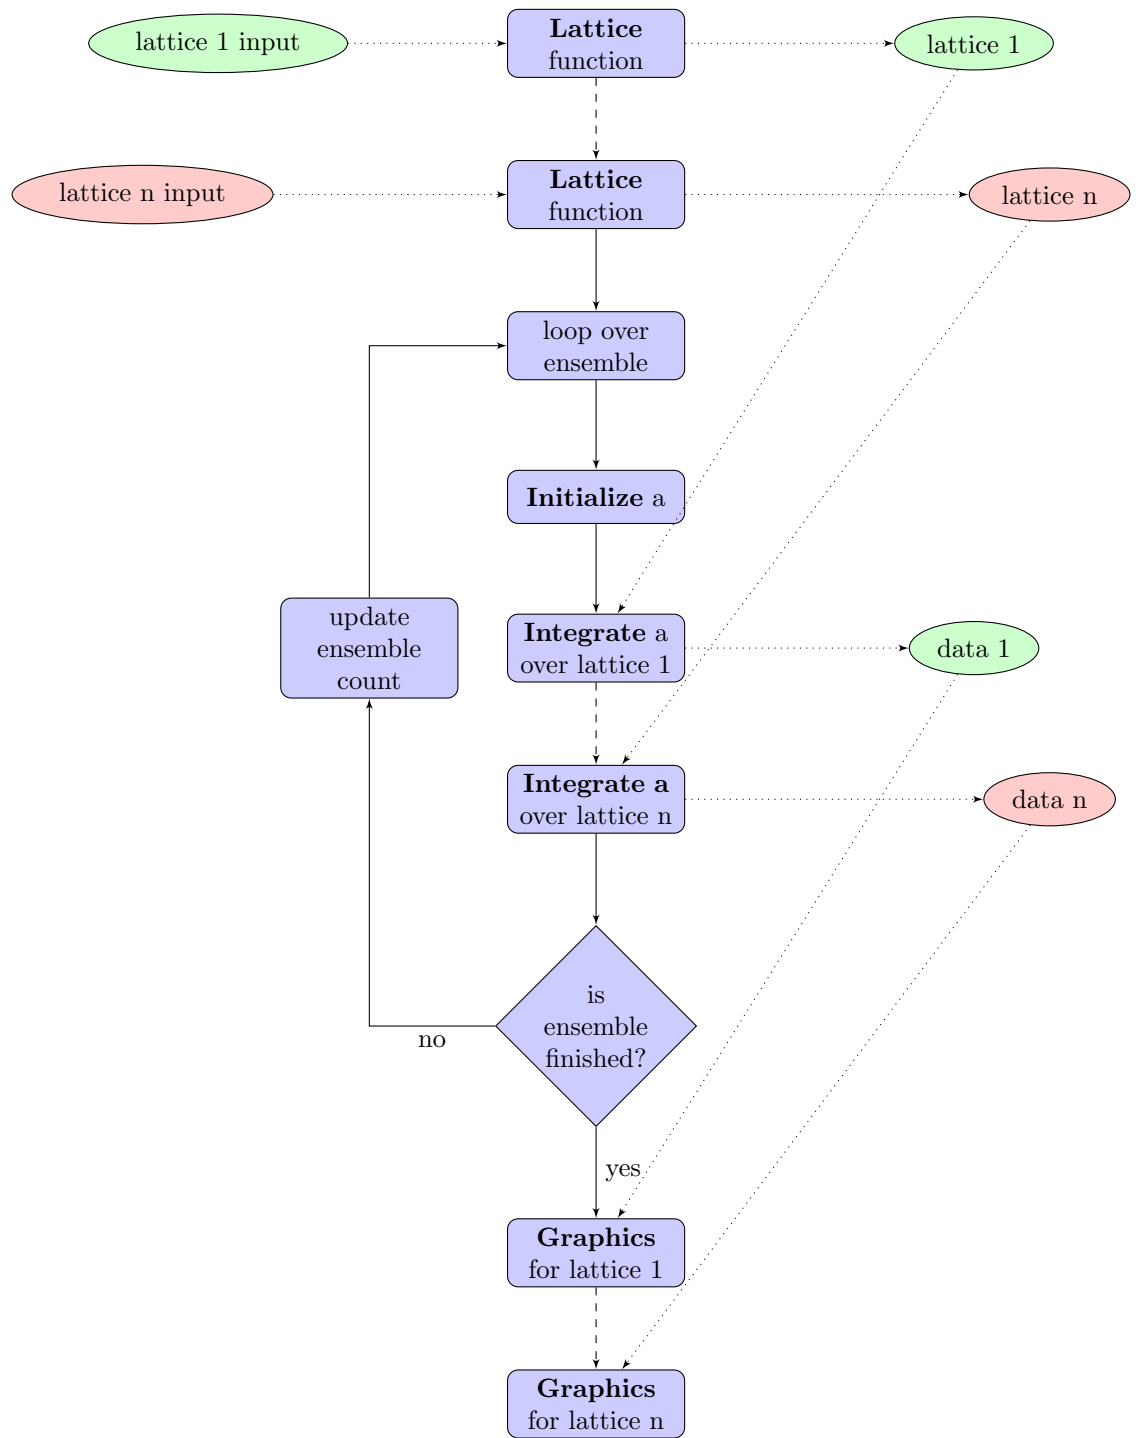 lattice 1 input
Lattice
function
lattice 1
lattice n input
Lattice
function
lattice n
loop over
ensemble
Initialize a
update
ensemble
count
Integrate a
over lattice 1
data 1
Integrate a
over lattice n
data n
is
ensemble
finished?
no
yes
Graphics
for lattice 1
Graphics
for lattice n